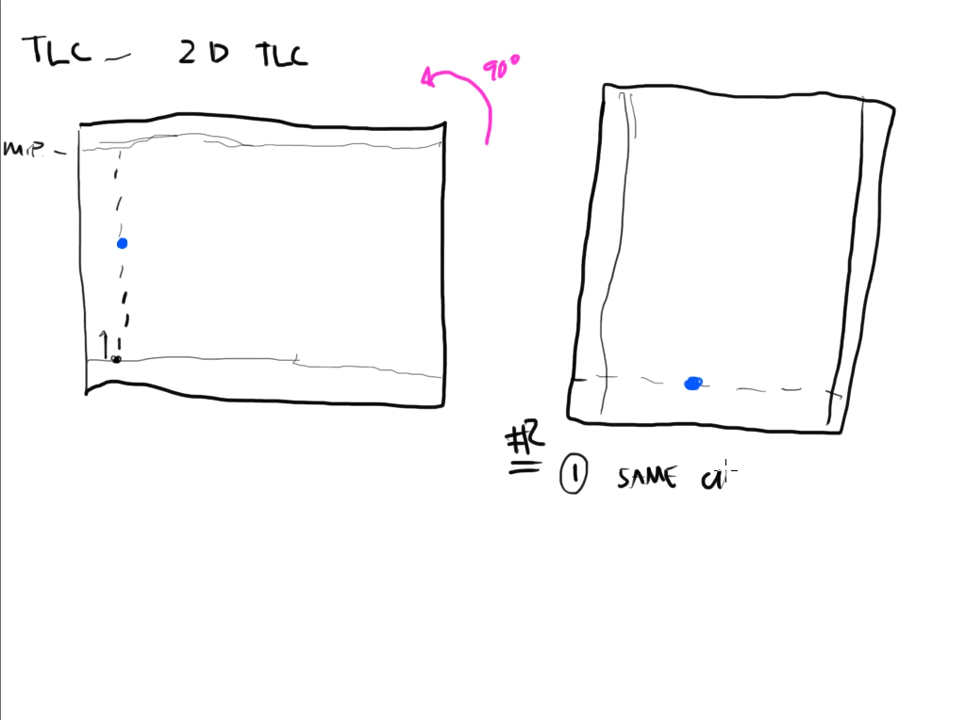 TLC - 2D TLC
90°
M.P. -
#2
① SAME